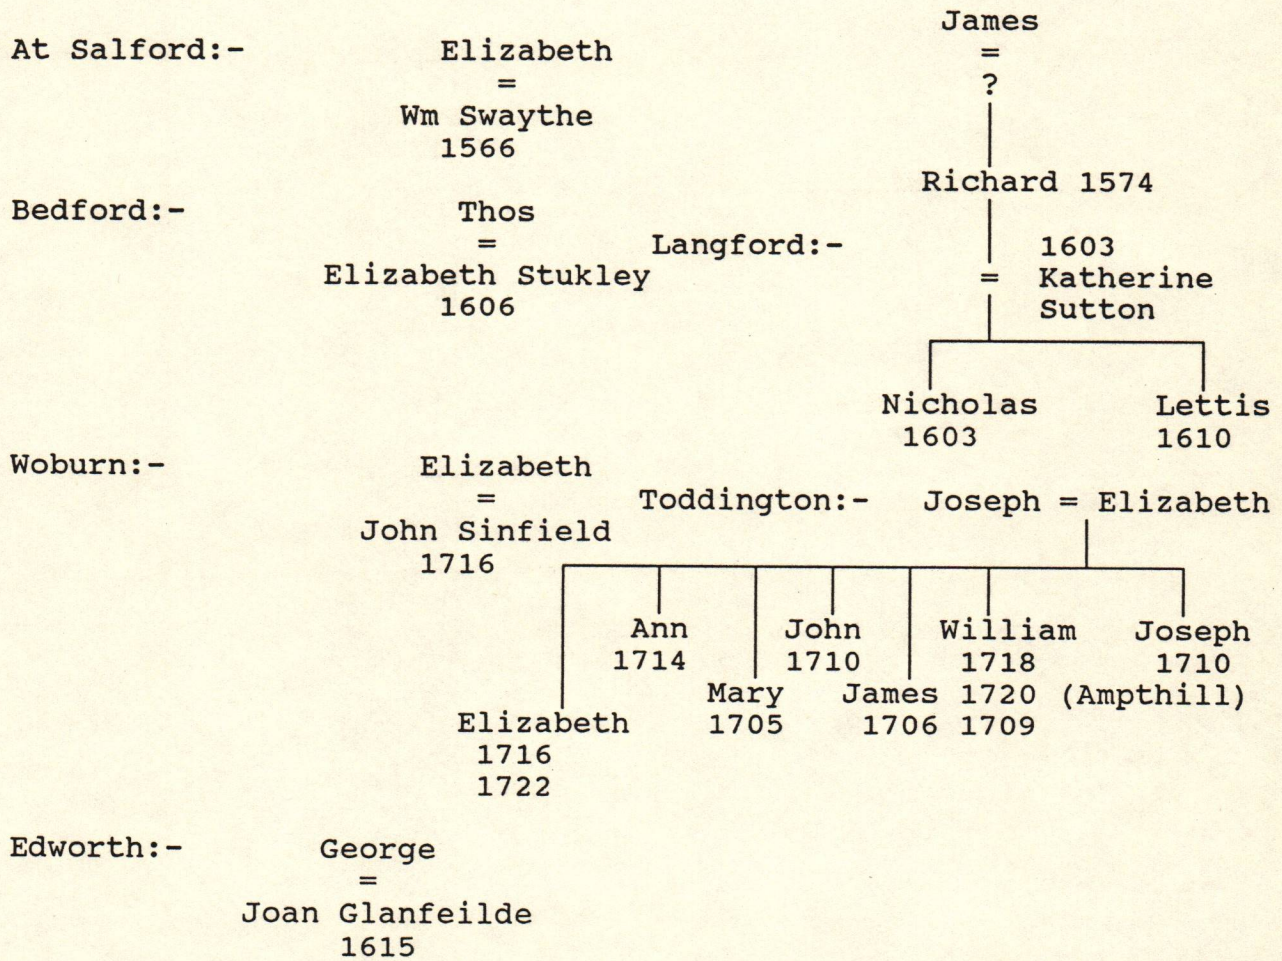 James
At Salford:- Elizabeth =
= ?
Wm Swaythe
1566
Richard 1574
Bedford:- Thos
= Langford:- 1603
Elizabeth Stukley = Katherine
1606 Sutton
Nicholas Lettis
1603 1610
Woburn:- Elizabeth
= Toddington:- Joseph = Elizabeth
John Sinfield
1716
Ann John William Joseph
1714 1710 1718 1710
Mary James 1720 (Ampthill)
Elizabeth 1705 1706 1709
1716
1722
Edworth:- George
=
Joan Glanfeilde
1615